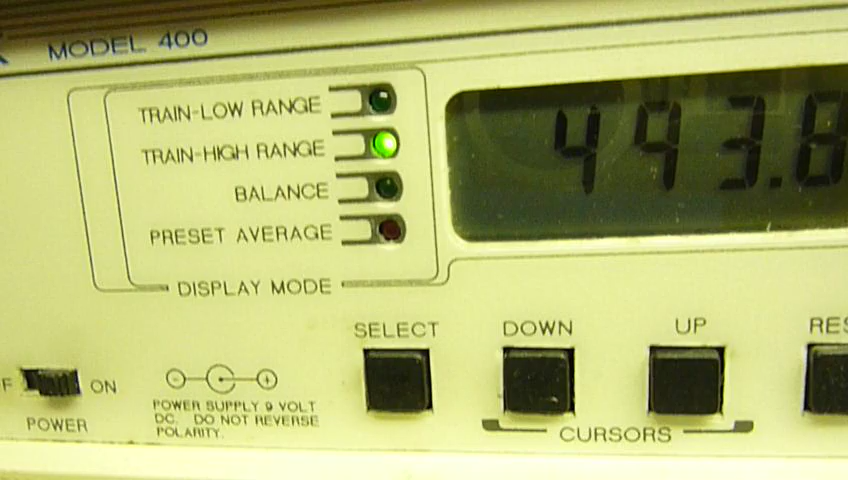 MODEL 400
TRAIN-LOW RANGE
TRAIN-HIGH RANGE
BALANCE
PRESET AVERAGE
DISPLAY MODE
493.8
SELECT
DOWN
UP
RES
F
ON
POWER
POWER SUPPLY 9 VOLT
DC. DO NOT REVERSE
POLARITY.
CURSORS